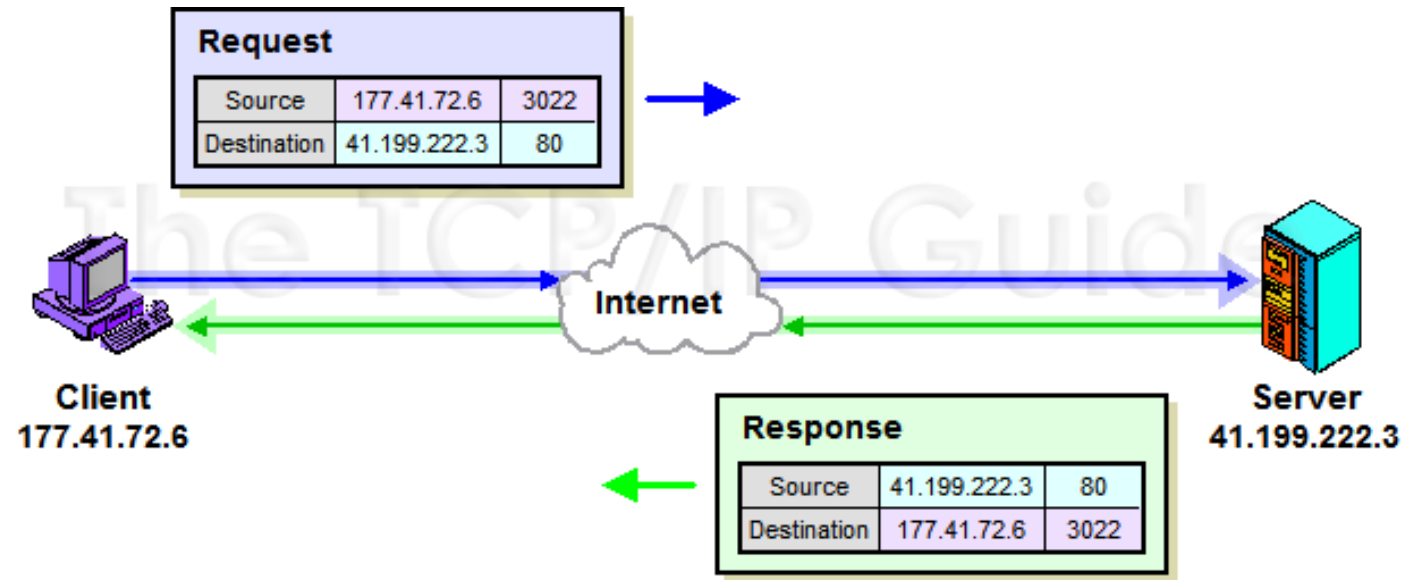 Request
Source 177.41.72.6 3022
Destination 41.199.222.3 80
The TCP/IP Guide
Internet
Client
177.41.72.6
Server
41.199.222.3
Response
Source 41.199.222.3 80
Destination 177.41.72.6 3022